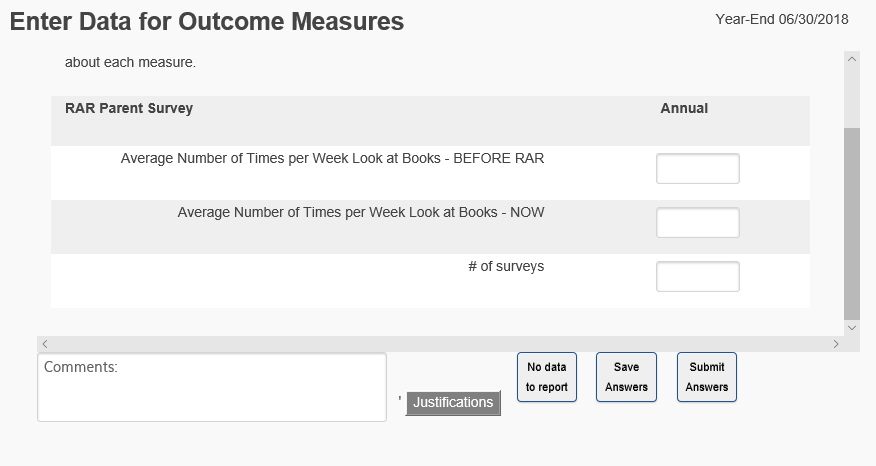 Enter Data for Outcome Measures
Year-End 06/30/2018
about each measure.
RAR Parent Survey Annual
Average Number of Times per Week Look at Books - BEFORE RAR
Average Number of Times per Week Look at Books - NOW
# of surveys
Comments:
' Justifications
No data
to report
Save
Answers
Submit
Answers